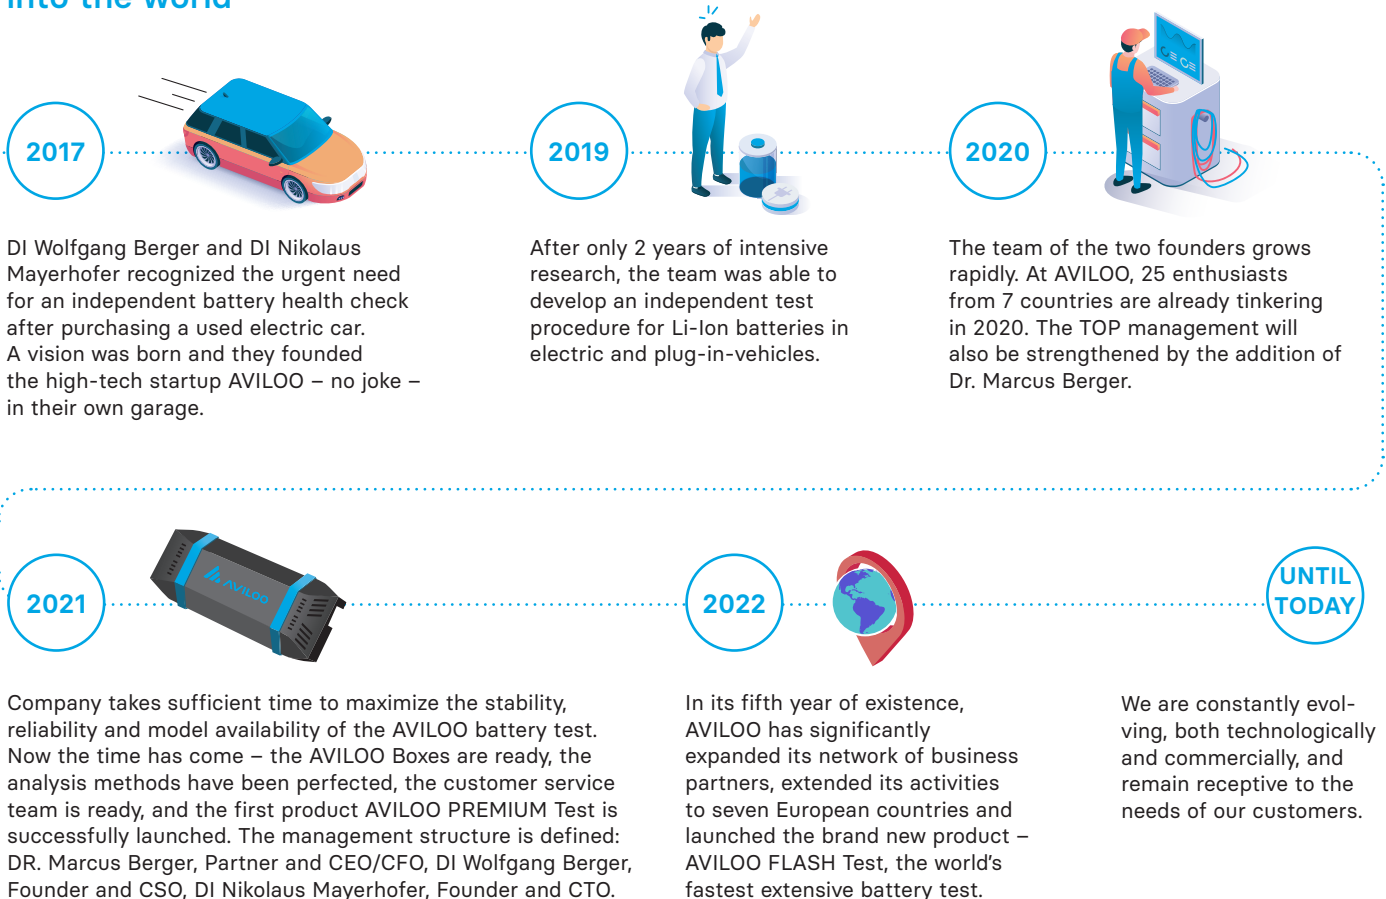 into the world
2017
2019
2020
DI Wolfgang Berger and DI Nikolaus
Mayerhofer recognized the urgent need
for an independent battery health check
after purchasing a used electric car.
A vision was born and they founded
the high-tech startup AVILOO – no joke –
in their own garage.
After only 2 years of intensive
research, the team was able to
develop an independent test
procedure for Li-Ion batteries in
electric and plug-in-vehicles.
The team of the two founders grows
rapidly. At AVILOO, 25 enthusiasts
from 7 countries are already tinkering
in 2020. The TOP management will
also be strengthened by the addition of
Dr. Marcus Berger.
2021
AVILOO
2022
UNTIL
TODAY
Company takes sufficient time to maximize the stability,
reliability and model availability of the AVILOO battery test.
Now the time has come – the AVILOO Boxes are ready, the
analysis methods have been perfected, the customer service
team is ready, and the first product AVILOO PREMIUM Test is
successfully launched. The management structure is defined:
DR. Marcus Berger, Partner and CEO/CFO, DI Wolfgang Berger,
Founder and CSO, DI Nikolaus Mayerhofer, Founder and CTO.
In its fifth year of existence,
AVILOO has significantly
expanded its network of business
partners, extended its activities
to seven European countries and
launched the brand new product –
AVILOO FLASH Test, the world's
fastest extensive battery test.
We are constantly evol-
ving, both technologically
and commercially, and
remain receptive to the
needs of our customers.